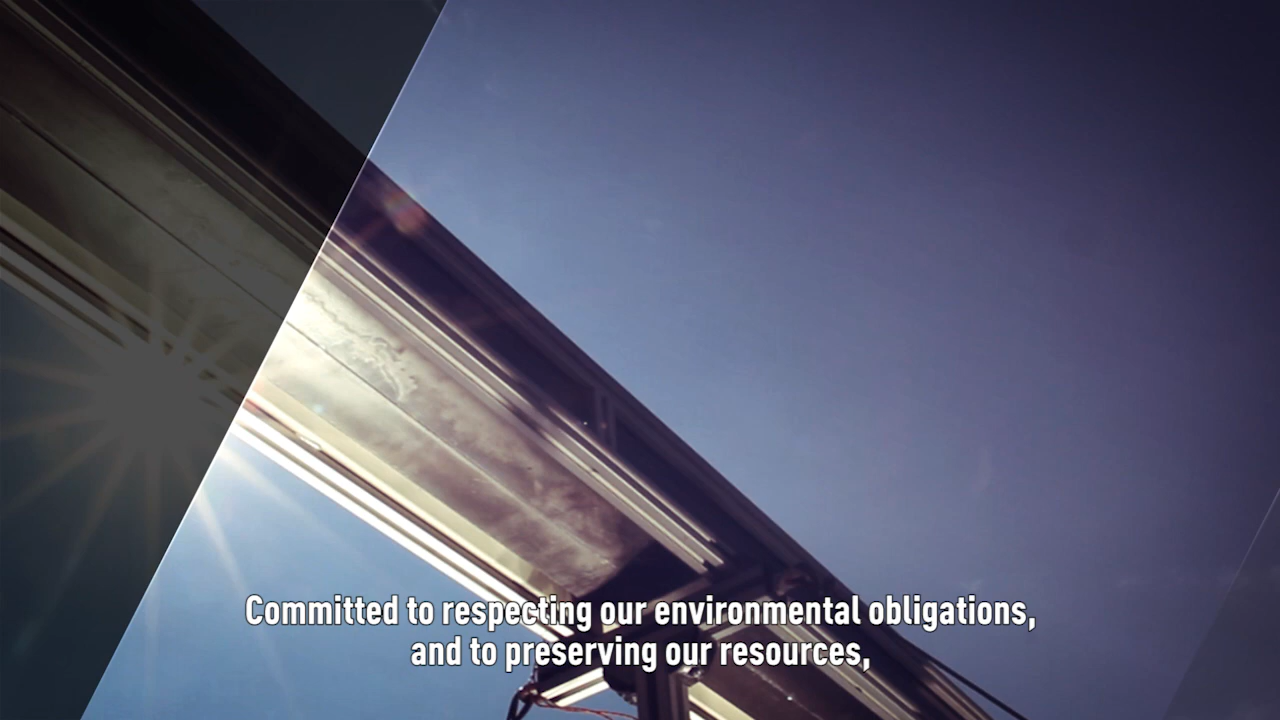 Committed to respecting our environmental obligations,
and to preserving our resources,